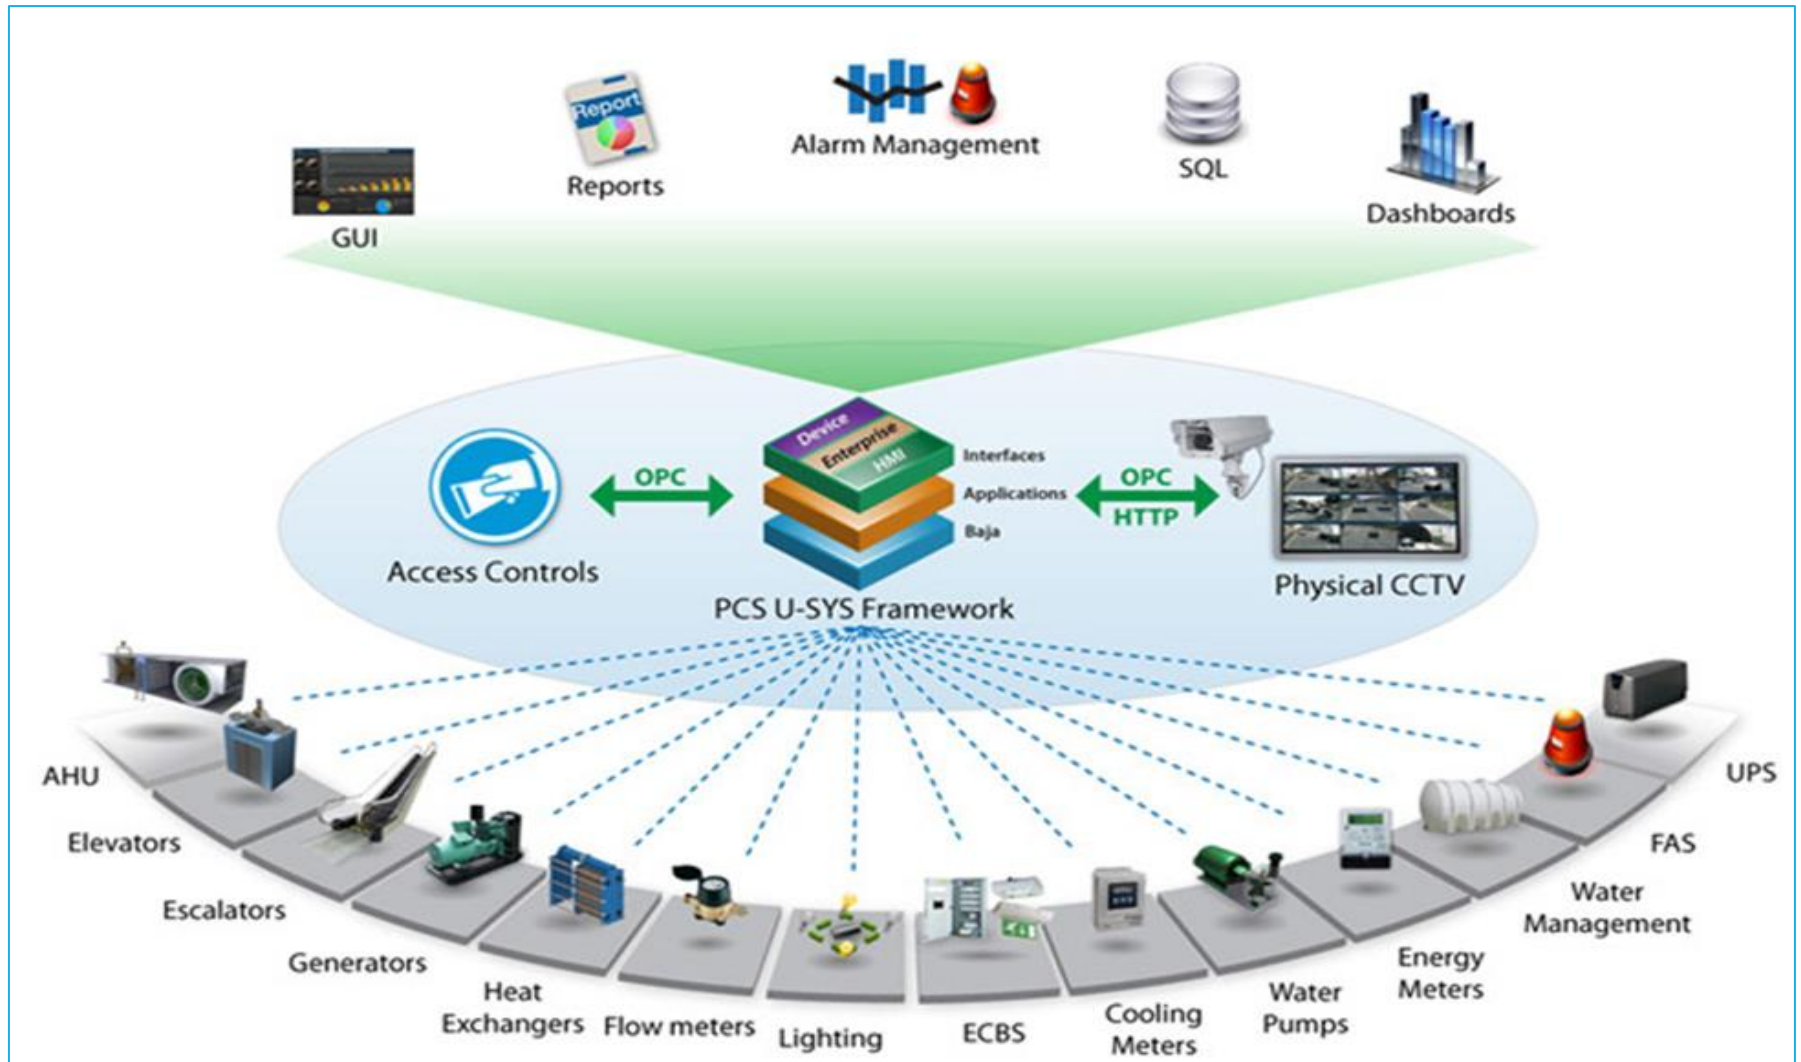 Report
Alarm Management
SQL
Reports
Dashboards
GUI
Device
Enterprise
HMI
Interfaces
Applications
Baja
OPC
OPC
HTTP
Access Controls
Physical CCTV
PCS U-SYS Framework
AHU
Elevators
Escalators
Generators
Heat
Exchangers
Flow meters
Lighting
ECBS
Cooling
Meters
Water
Pumps
Energy
Meters
Water
Management
FAS
UPS